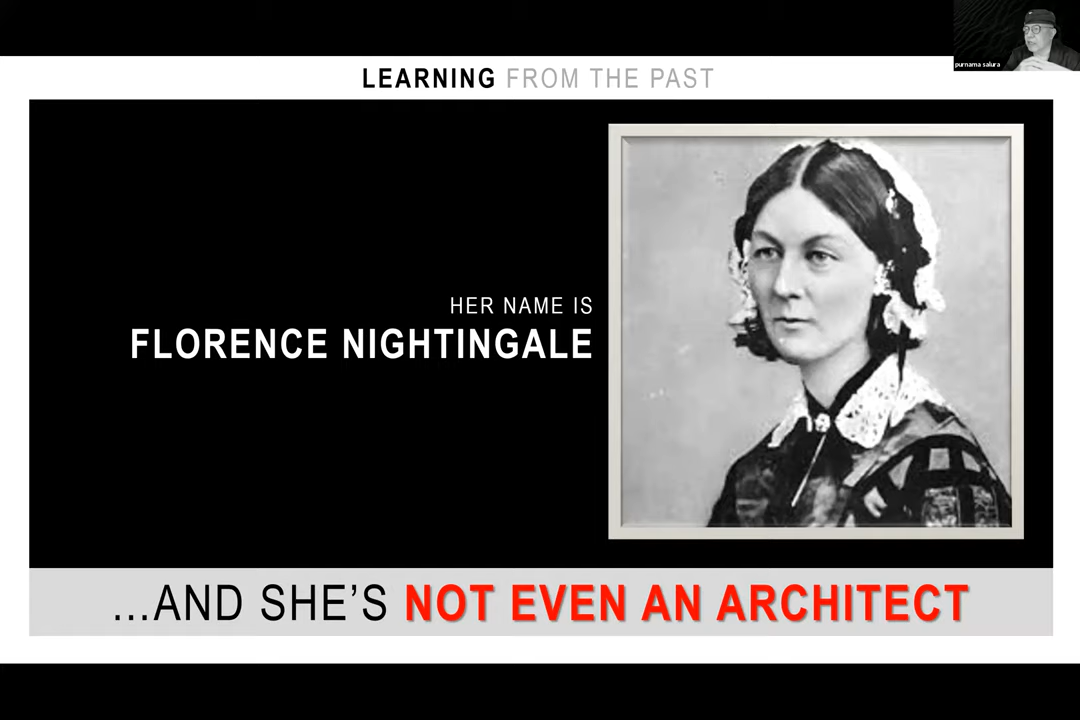 purnama salura
LEARNING FROM THE PAST
HER NAME IS
FLORENCE NIGHTINGALE
...AND SHE'S NOT EVEN AN ARCHITECT